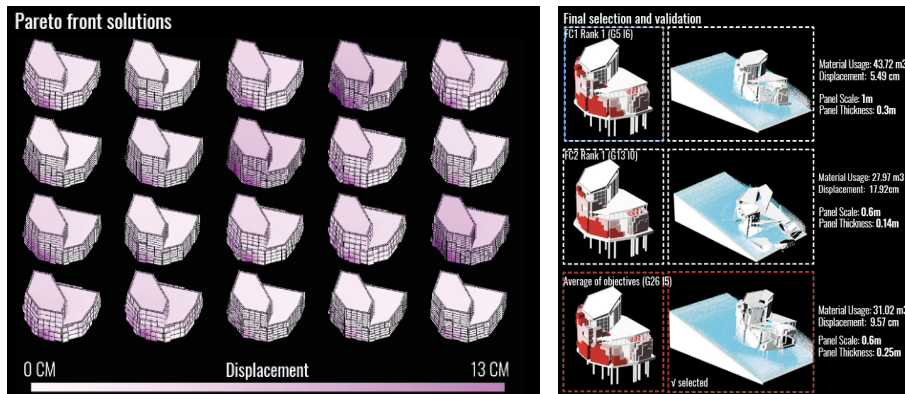 Pareto front solutions
0 CM
Displacement
13 CM
Final selection and validation
FC1 Rank 1 (G5 I6)
Material Usage: 43.72 m3
Displacement: 5.49 cm
Panel Scale: 1m
Panel Thickness: 0.3m
FC2 Rank 1 (G13 I0)
Material Usage: 27.97 m3
Displacement: 17.92cm
Panel Scale: 0.6m
Panel Thickness: 0.14m
Average of objectives (G26 I5)
Material Usage: 31.02 m3
Displacement: 9.57 cm
Panel Scale: 0.6m
Panel Thickness: 0.25m
√ selected